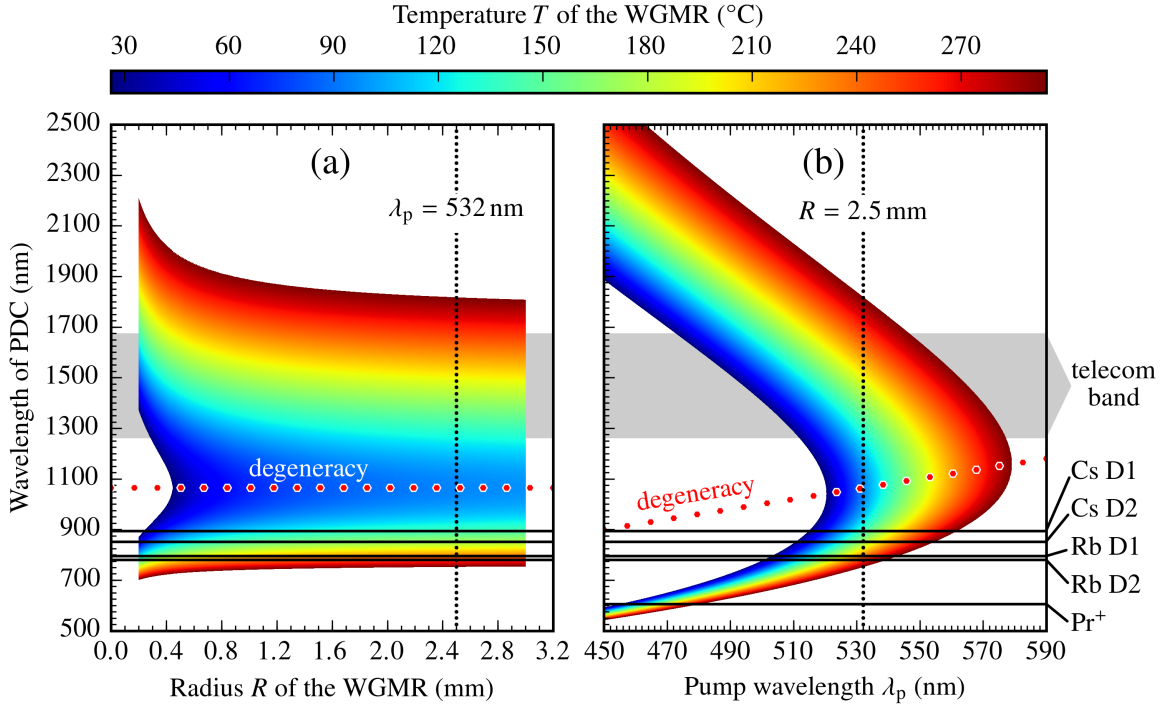 Temperature T of the WGMR (°C)
30 60 90 120 150 180 210 240 270
2500
2300
2100
1900
1700
1500
1300
1100
900
700
500
Wavelength of PDC (nm)
(a)
λp = 532 nm
degeneracy
0.0 0.4 0.8 1.2 1.6 2.0 2.4 2.8 3.2
Radius R of the WGMR (mm)
(b)
R = 2.5 mm
degeneracy
450 470 490 510 530 550 570 590
Pump wavelength λp (nm)
telecom
band
Cs D1
Cs D2
Rb D1
Rb D2
Pr⁺